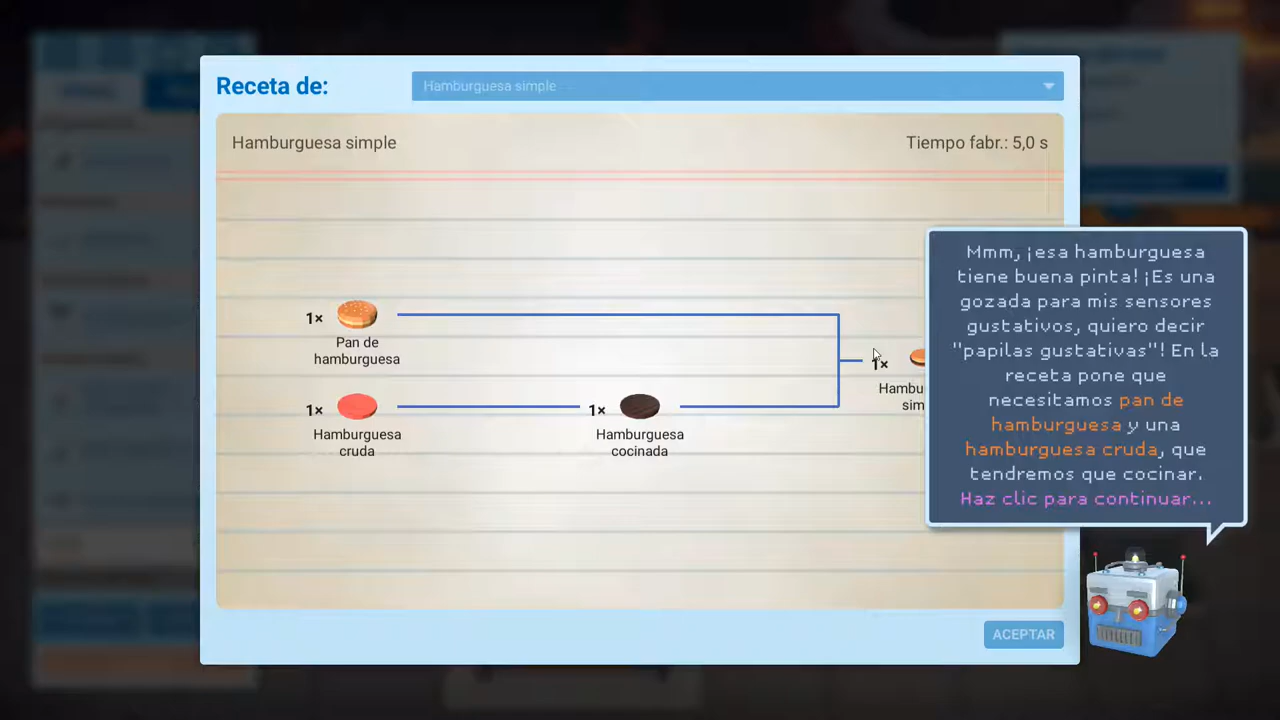 Receta de:
Hamburguesa simple
Hamburguesa simple
Tiempo fabr.: 5,0 s
1×
Pan de
hamburguesa
1×
Hamburguesa
cruda
1×
Hamburguesa
cocinada
1×
Hambu
sim
Mmm, ¡esa hamburguesa
tiene buena pinta! ¡Es una
gozada para mis sensores
gustativos, quiero decir
"papilas gustativas"! En la
receta pone que
necesitamos pan de
hamburguesa y una
hamburguesa cruda, que
tendremos que cocinar.
Haz clic para continuar...
ACEPTAR